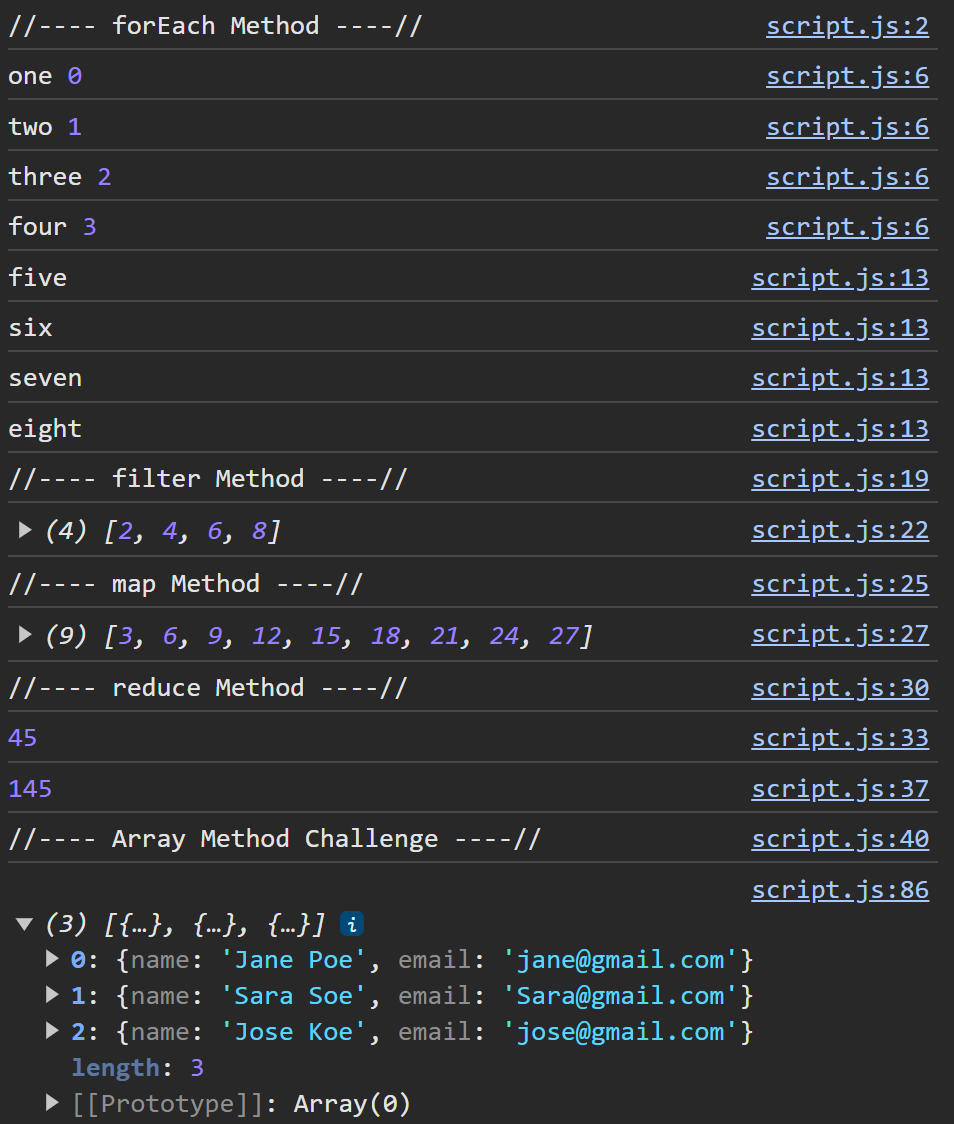 //---- forEach Method ----// script.js:2
one 0 script.js:6
two 1 script.js:6
three 2 script.js:6
four 3 script.js:6
five script.js:13
six script.js:13
seven script.js:13
eight script.js:13
//---- filter Method ----// script.js:19
(4) [2, 4, 6, 8] script.js:22
//---- map Method ----// script.js:25
(9) [3, 6, 9, 12, 15, 18, 21, 24, 27] script.js:27
//---- reduce Method ----// script.js:30
45 script.js:33
145 script.js:37
//---- Array Method Challenge ----// script.js:40
script.js:86
(3) [{…}, {…}, {…}] i
0: {name: 'Jane Poe', email: 'jane@gmail.com'}
1: {name: 'Sara Soe', email: 'Sara@gmail.com'}
2: {name: 'Jose Koe', email: 'jose@gmail.com'}
length: 3
[[Prototype]]: Array(0)